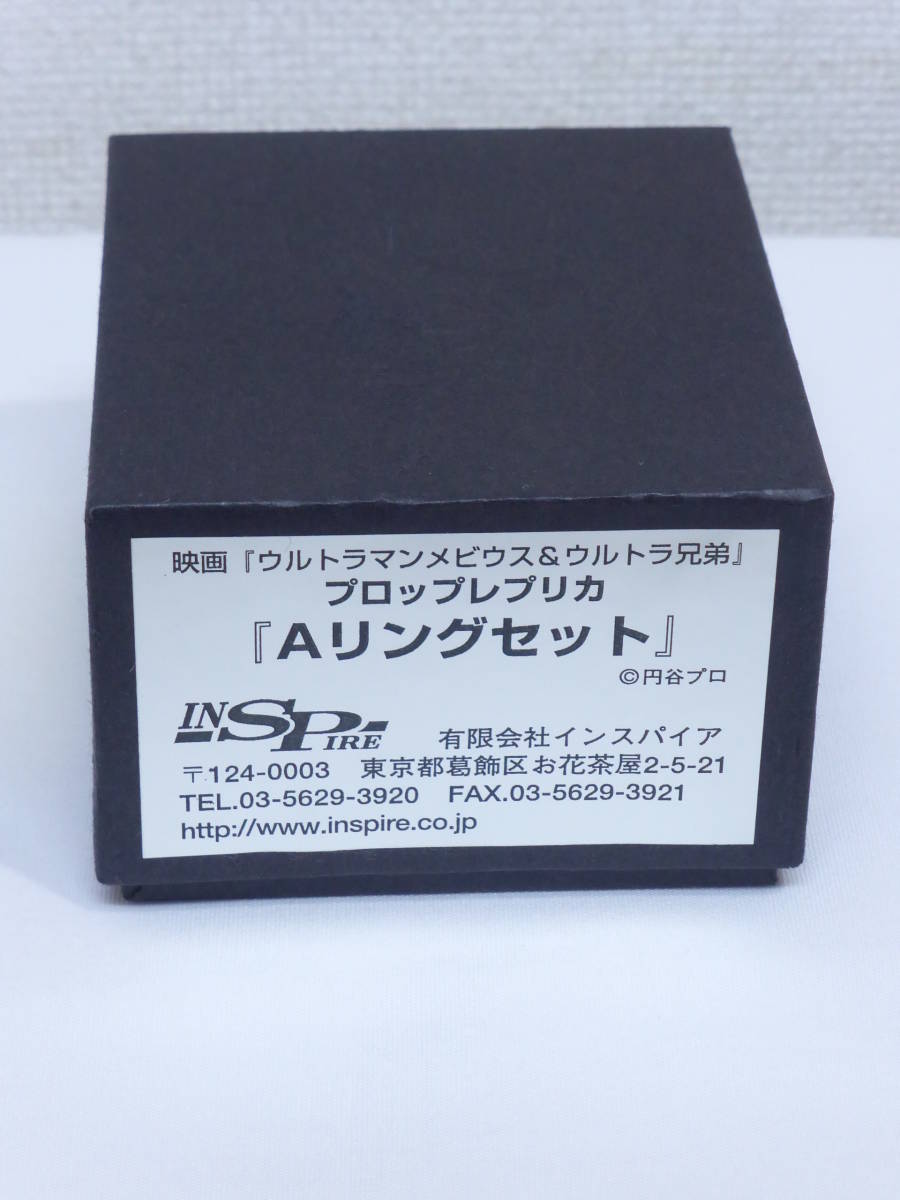 映画『ウルトラマンメビウス&ウルトラ兄弟』
プロップレプリカ
『Aリングセット』
©円谷プロ
INSPIRE 有限会社インスパイア
〒124-0003 東京都葛飾区お花茶屋2-5-21
TEL.03-5629-3920 FAX.03-5629-3921
http://www.inspire.co.jp